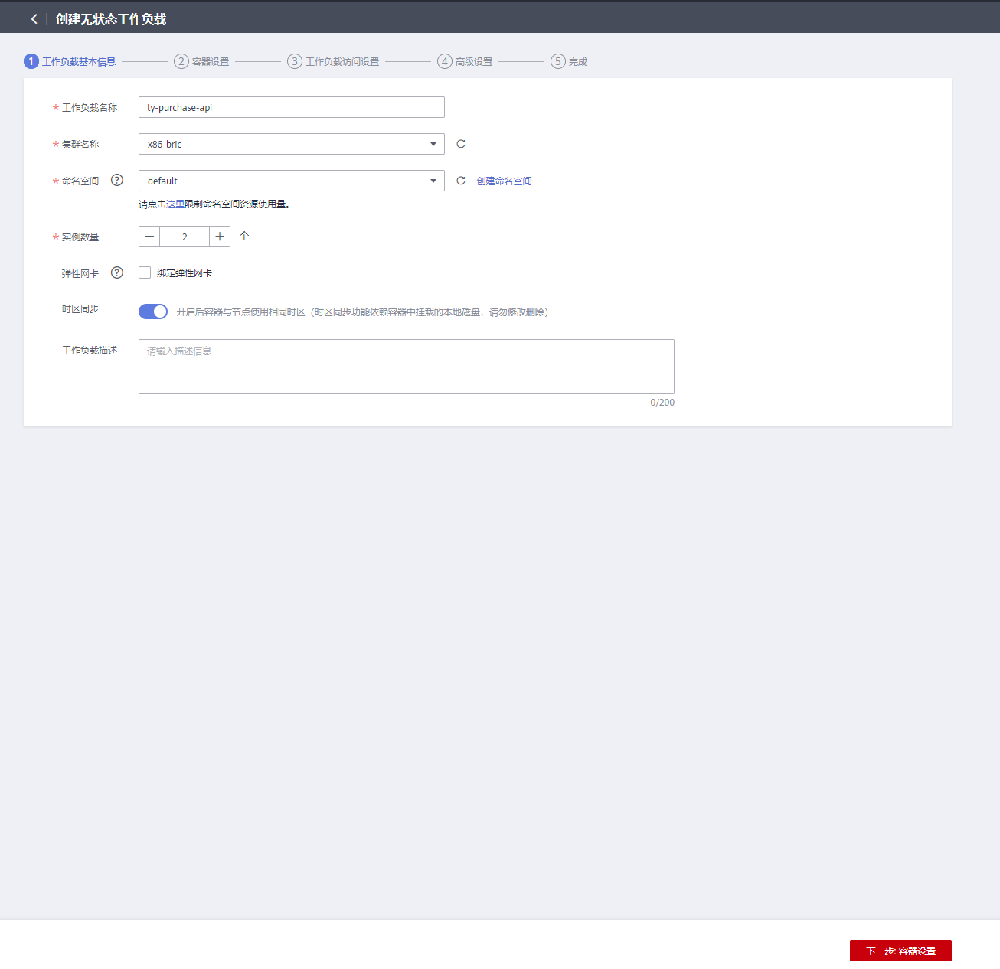 创建无状态工作负载
1 工作负载基本信息 2 容器设置 3 工作负载访问设置 4 高级设置 5 完成
* 工作负载名称 ty-purchase-api
* 集群名称 x86-bric
* 命名空间 ? default 创建命名空间
请点击这里限制命名空间资源使用量。
* 实例数量 — 2 + 个
弹性网卡 ? 绑定弹性网卡
时区同步 开启后容器与节点使用相同时区（时区同步功能依赖容器中挂载的本地磁盘，请勿修改删除）
工作负载描述 请输入描述信息
0/200
下一步: 容器设置